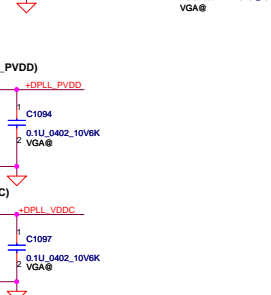 VGA@
_PVDD)
+DPLL_PVDD
1
C1094
0.1U_0402_10V6K
2
VGA@
C)
+DPLL_VDDC
1
C1097
0.1U_0402_10V6K
2
VGA@